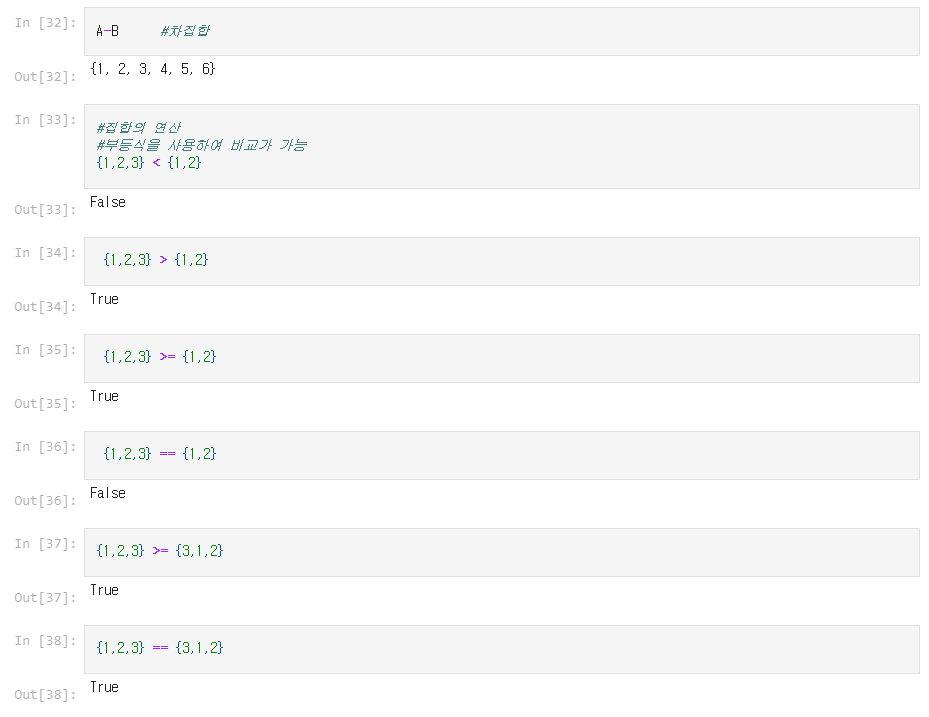 In [32]:
A-B #차집합
Out[32]:
{1, 2, 3, 4, 5, 6}
In [33]:
#집합의 연산
#부등식을 사용하여 비교가 가능
{1,2,3} < {1,2}
Out[33]:
False
In [34]:
{1,2,3} > {1,2}
Out[34]:
True
In [35]:
{1,2,3} >= {1,2}
Out[35]:
True
In [36]:
{1,2,3} == {1,2}
Out[36]:
False
In [37]:
{1,2,3} >= {3,1,2}
Out[37]:
True
In [38]:
{1,2,3} == {3,1,2}
Out[38]:
True